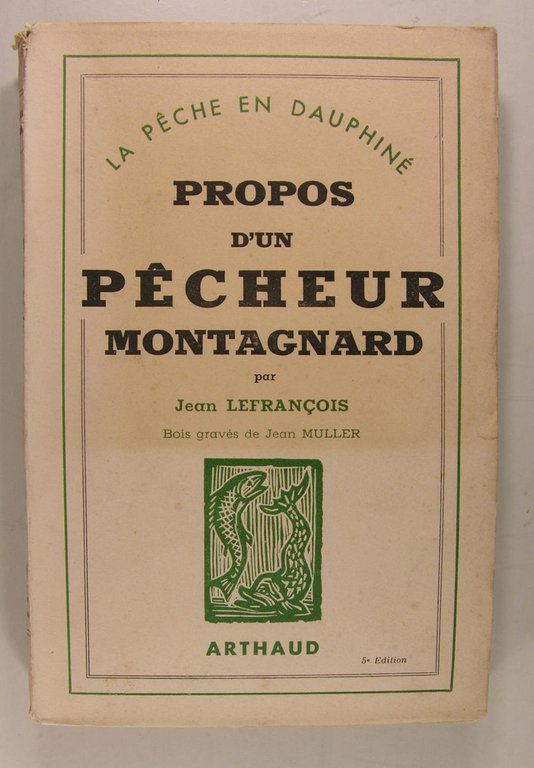 LA PÊCHE EN DAUPHINÉ
PROPOS
D'UN
PÊCHEUR
MONTAGNARD
par
Jean LEFRANÇOIS
Bois gravés de Jean MULLER
ARTHAUD
5e Edition